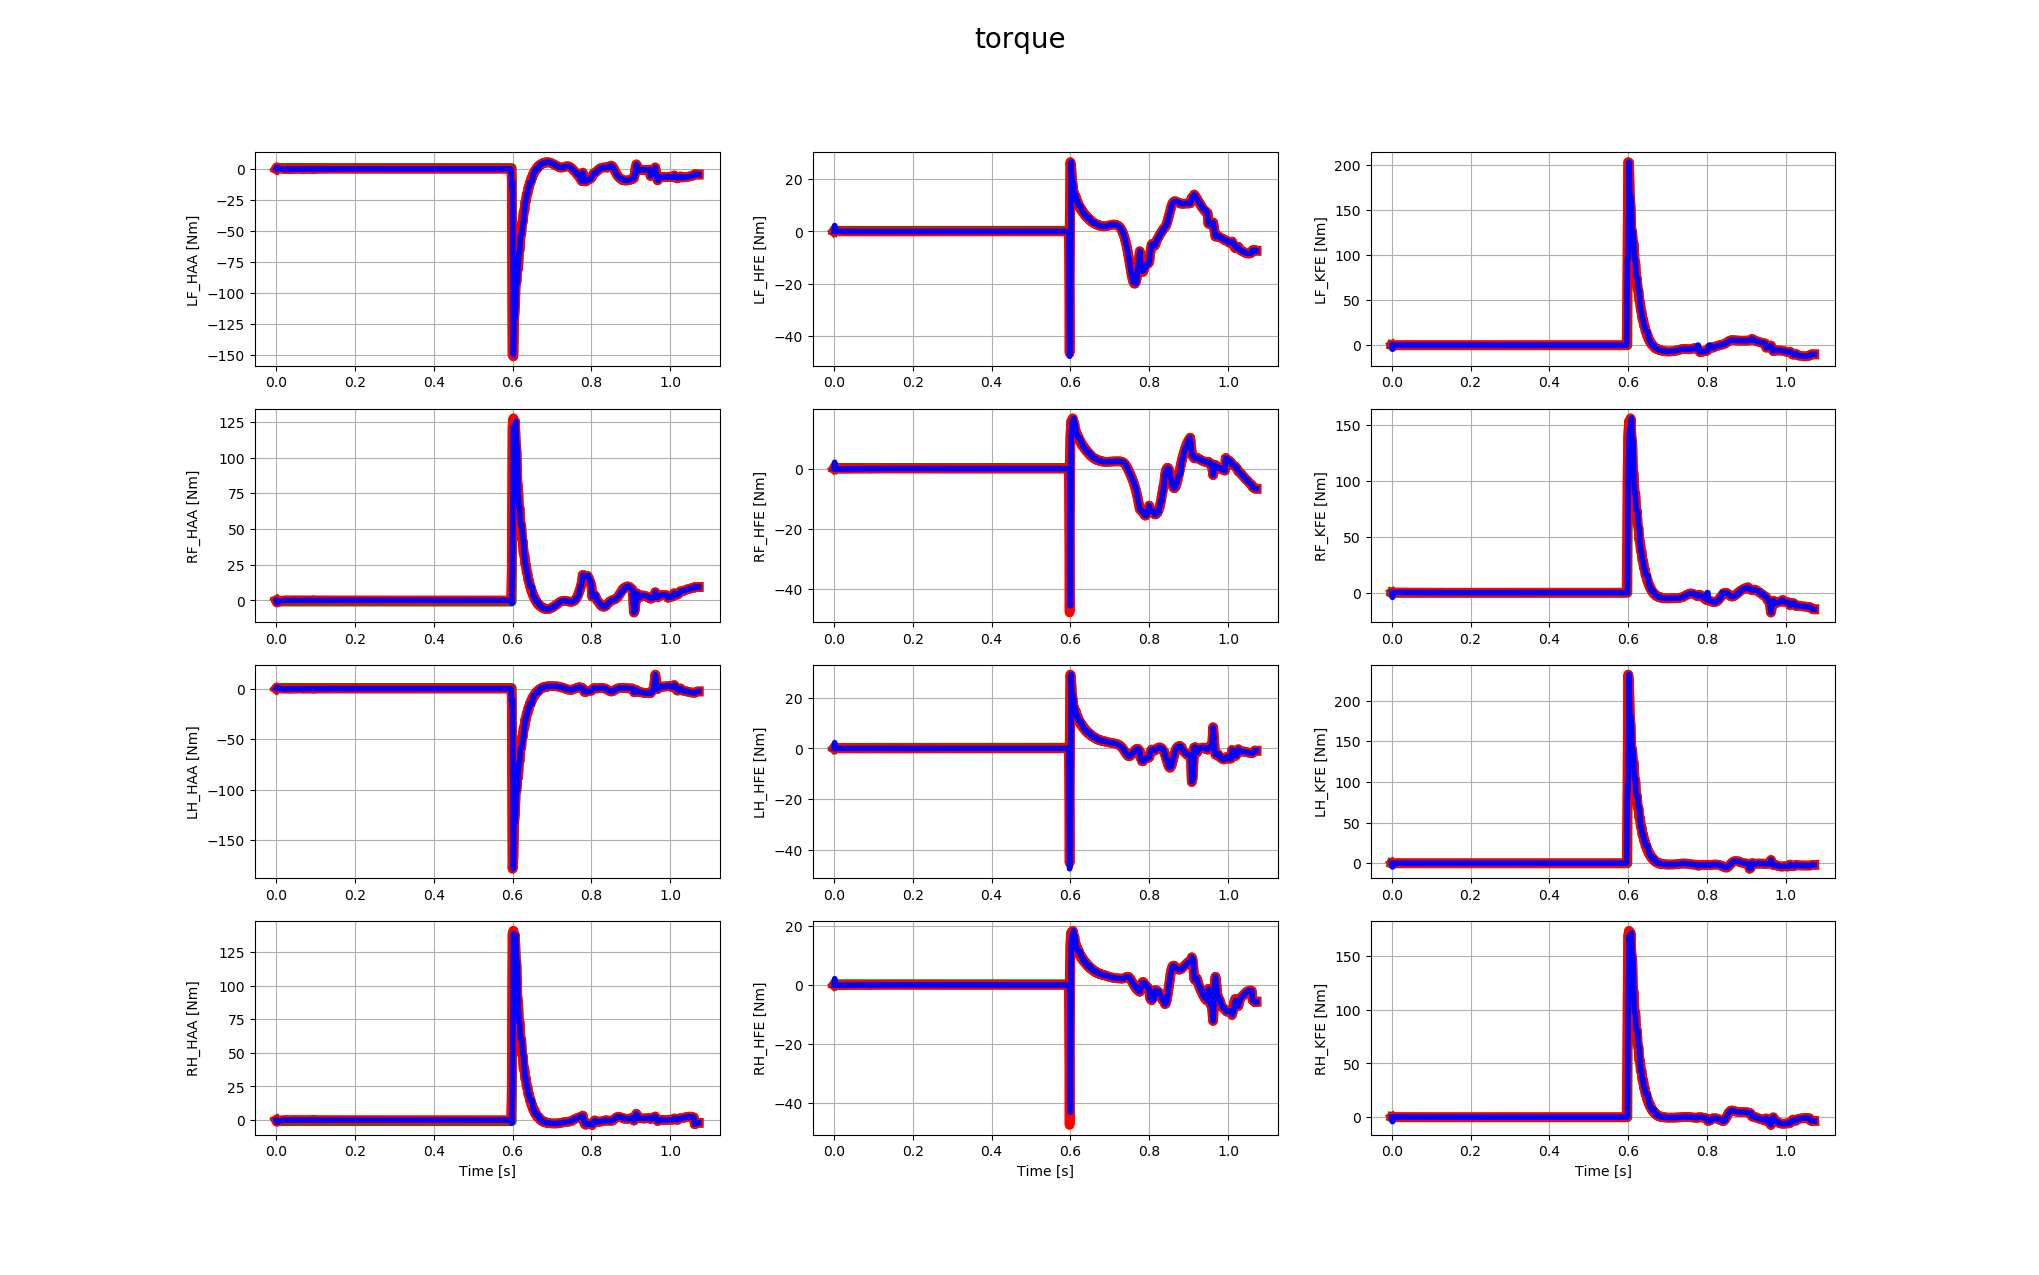 torque
LF_HAA [Nm]
0
−25
−50
−75
−100
−125
−150
0.0 0.2 0.4 0.6 0.8 1.0
LF_HFE [Nm]
20
0
−20
−40
0.0 0.2 0.4 0.6 0.8 1.0
LF_KFE [Nm]
200
150
100
50
0
0.0 0.2 0.4 0.6 0.8 1.0
RF_HAA [Nm]
125
100
75
50
25
0
0.0 0.2 0.4 0.6 0.8 1.0
RF_HFE [Nm]
0
−20
−40
0.0 0.2 0.4 0.6 0.8 1.0
RF_KFE [Nm]
150
100
50
0
0.0 0.2 0.4 0.6 0.8 1.0
LH_HAA [Nm]
0
−50
−100
−150
0.0 0.2 0.4 0.6 0.8 1.0
LH_HFE [Nm]
20
0
−20
−40
0.0 0.2 0.4 0.6 0.8 1.0
LH_KFE [Nm]
200
150
100
50
0
0.0 0.2 0.4 0.6 0.8 1.0
RH_HAA [Nm]
125
100
75
50
25
0
0.0 0.2 0.4 0.6 0.8 1.0
Time [s]
RH_HFE [Nm]
20
0
−20
−40
0.0 0.2 0.4 0.6 0.8 1.0
Time [s]
RH_KFE [Nm]
150
100
50
0
0.0 0.2 0.4 0.6 0.8 1.0
Time [s]